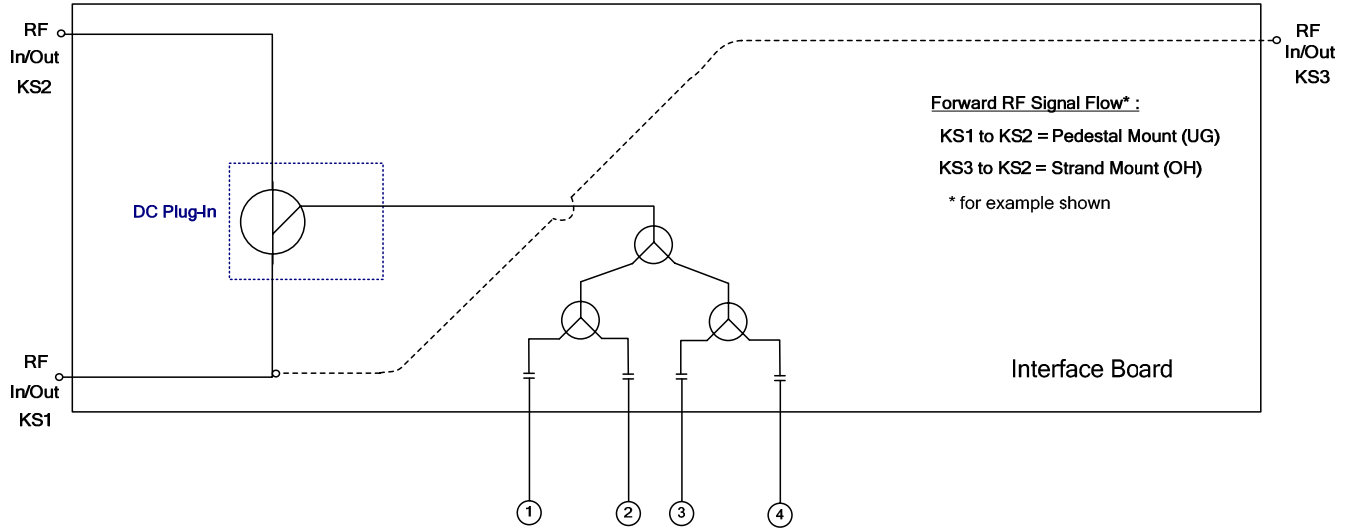 RF
In/Out
KS2
RF
In/Out
KS3
Forward RF Signal Flow* :
KS1 to KS2 = Pedestal Mount (UG)
KS3 to KS2 = Strand Mount (OH)
* for example shown
DC Plug-In
RF
In/Out
KS1
Interface Board
1
2
3
4